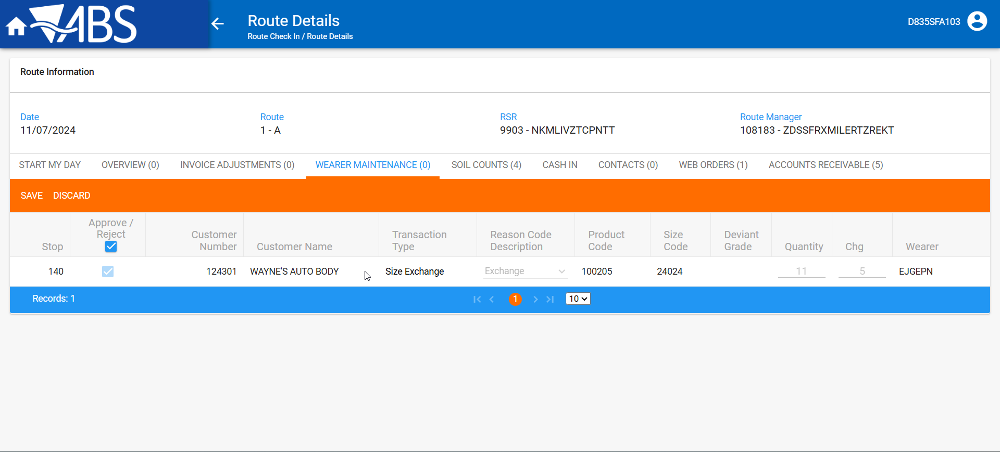 ABS
Route Details
Route Check In / Route Details
D835SFA103
Route Information
Date
11/07/2024
Route
1 - A
RSR
9903 - NKMLIVZTCPNTT
Route Manager
108183 - ZDSSFRXMILERTZREKT
START MY DAY
OVERVIEW (0)
INVOICE ADJUSTMENTS (0)
WEARER MAINTENANCE (0)
SOIL COUNTS (4)
CASH IN
CONTACTS (0)
WEB ORDERS (1)
ACCOUNTS RECEIVABLE (5)
SAVE
DISCARD
Stop
Approve /
Reject
Customer
Number
Customer Name
Transaction
Type
Reason Code
Description
Product
Code
Size
Code
Deviant
Grade
Quantity
Chg
Wearer
140
124301
WAYNE'S AUTO BODY
Size Exchange
Exchange
100205
24024
11
5
EJGEPN
Records: 1
1
10